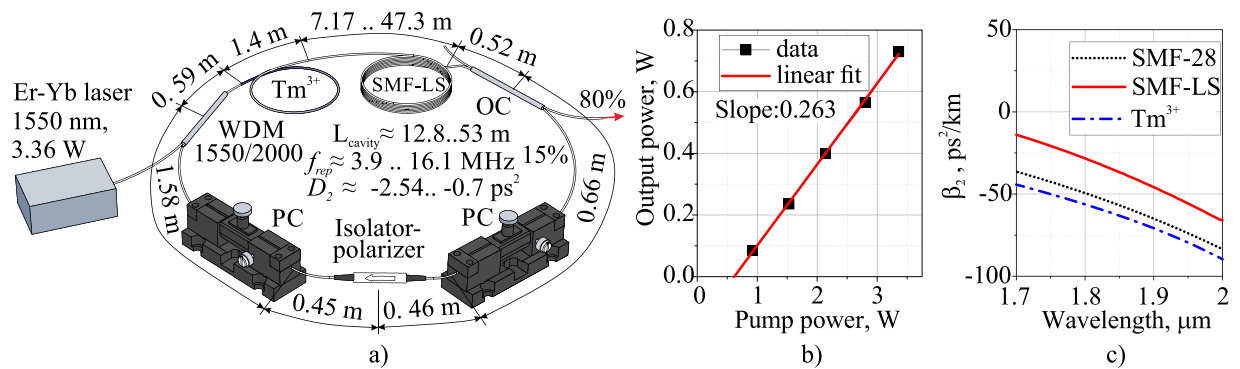 7.17 .. 47.3 m
1.4 m
0.52 m
0. 59 m
Tm³⁺
SMF-LS
OC
80%
Er-Yb laser
1550 nm,
3.36 W
WDM
1550/2000
L_cavity ≈ 12.8..53 m
f_rep ≈ 3.9 .. 16.1 MHz
D₂ ≈ -2.54.. -0.7 ps²
15%
1.58 m
0.66 m
PC
PC
Isolator-
polarizer
0.45 m
0. 46 m
a)
Output power, W
0.8
0.6
0.4
0.2
0.0
data
linear fit
Slope:0.263
0
1
2
3
Pump power, W
b)
β₂, ps²/km
50
0
-50
-100
SMF-28
SMF-LS
Tm³⁺
1.7
1.8
1.9
2
Wavelength, μm
c)